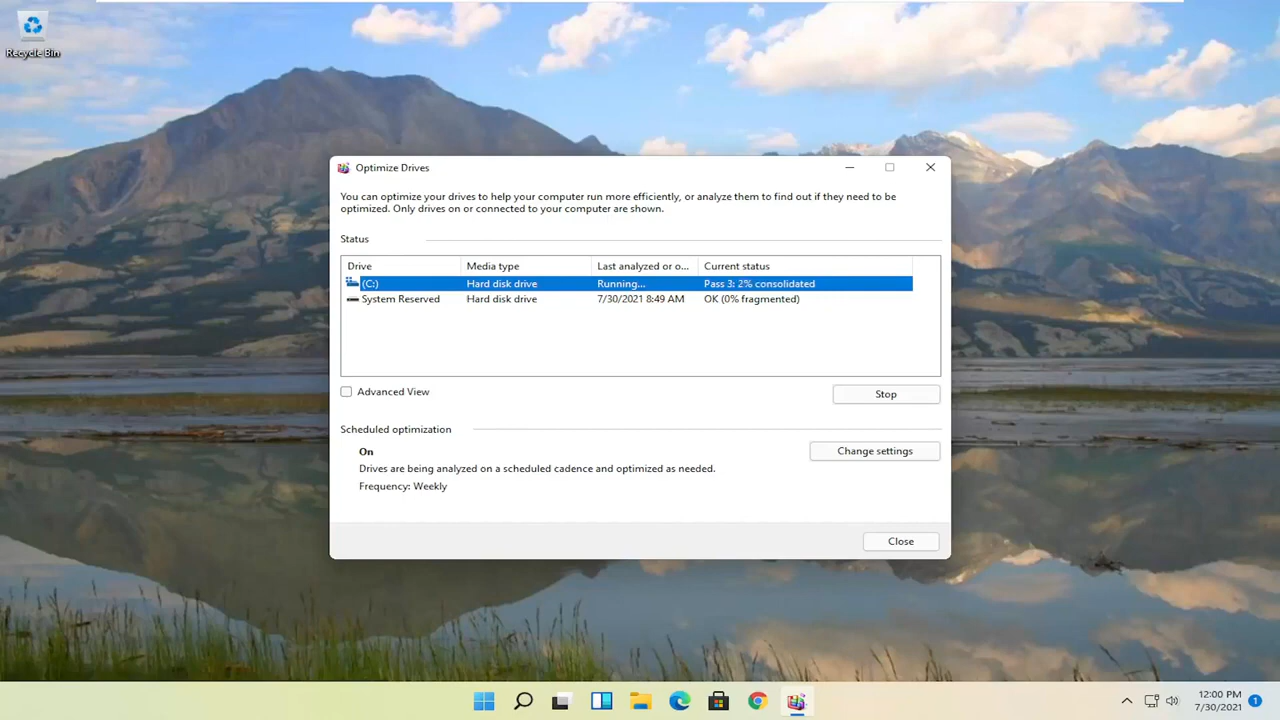 Recycle Bin
Optimize Drives
You can optimize your drives to help your computer run more efficiently, or analyze them to find out if they need to be
optimized. Only drives on or connected to your computer are shown.
Status
Drive Media type Last analyzed or o... Current status
(C:) Hard disk drive Running... Pass 3: 2% consolidated
System Reserved Hard disk drive 7/30/2021 8:49 AM OK (0% fragmented)
Advanced View
Stop
Scheduled optimization
On
Change settings
Drives are being analyzed on a scheduled cadence and optimized as needed.
Frequency: Weekly
Close
12:00 PM
7/30/2021
1